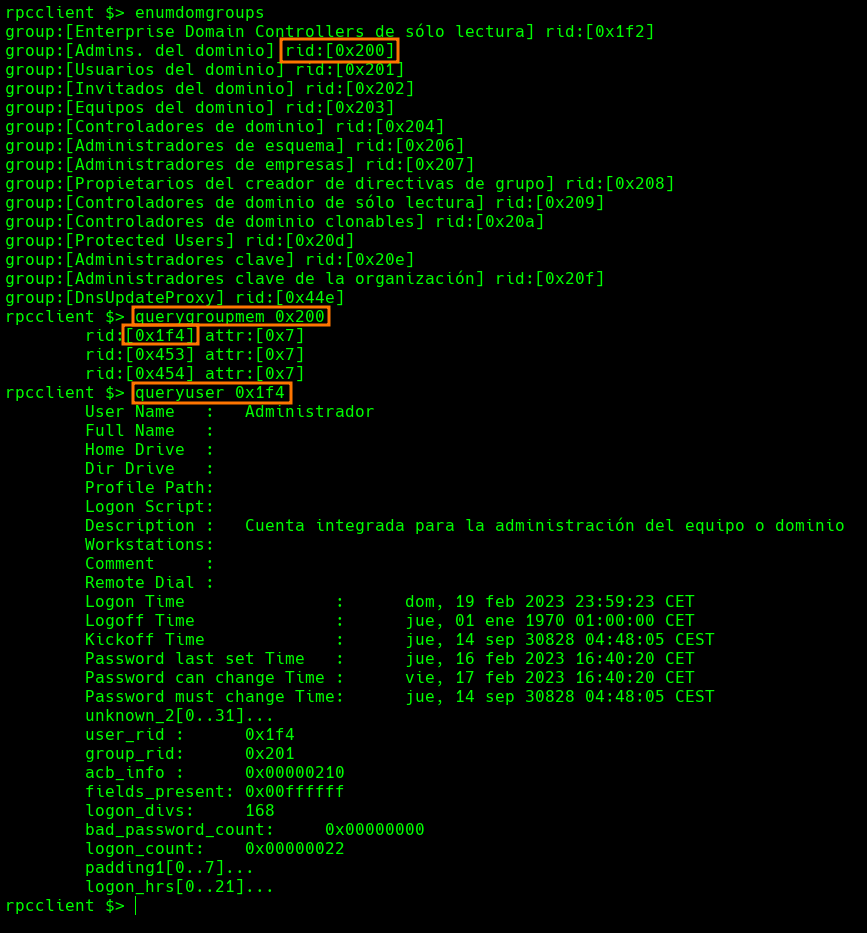 rpcclient $> enumdomgroups
group:[Enterprise Domain Controllers de sólo lectura] rid:[0x1f2]
group:[Admins. del dominio] rid:[0x200]
group:[Usuarios del dominio] rid:[0x201]
group:[Invitados del dominio] rid:[0x202]
group:[Equipos del dominio] rid:[0x203]
group:[Controladores de dominio] rid:[0x204]
group:[Administradores de esquema] rid:[0x206]
group:[Administradores de empresas] rid:[0x207]
group:[Propietarios del creador de directivas de grupo] rid:[0x208]
group:[Controladores de dominio de sólo lectura] rid:[0x209]
group:[Controladores de dominio clonables] rid:[0x20a]
group:[Protected Users] rid:[0x20d]
group:[Administradores clave] rid:[0x20e]
group:[Administradores clave de la organización] rid:[0x20f]
group:[DnsUpdateProxy] rid:[0x44e]
rpcclient $> querygroupmem 0x200
rid:[0x1f4] attr:[0x7]
rid:[0x453] attr:[0x7]
rid:[0x454] attr:[0x7]
rpcclient $> queryuser 0x1f4
User Name   :   Administrador
Full Name   :
Home Drive  :
Dir Drive   :
Profile Path:
Logon Script:
Description :   Cuenta integrada para la administración del equipo o dominio
Workstations:
Comment     :
Remote Dial :
Logon Time               :      dom, 19 feb 2023 23:59:23 CET
Logoff Time              :      jue, 01 ene 1970 01:00:00 CET
Kickoff Time             :      jue, 14 sep 30828 04:48:05 CEST
Password last set Time   :      jue, 16 feb 2023 16:40:20 CET
Password can change Time :      vie, 17 feb 2023 16:40:20 CET
Password must change Time:      jue, 14 sep 30828 04:48:05 CEST
unknown_2[0..31]...
user_rid :      0x1f4
group_rid:      0x201
acb_info :      0x00000210
fields_present: 0x00ffffff
logon_divs:     168
bad_password_count:     0x00000000
logon_count:    0x00000022
padding1[0..7]...
logon_hrs[0..21]...
rpcclient $>